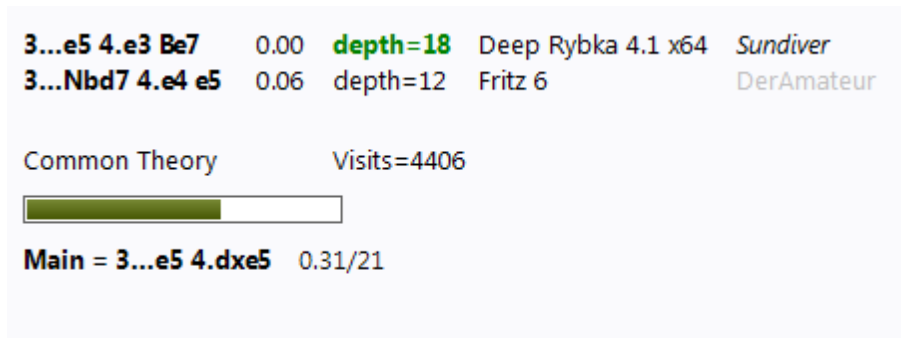 3...e5 4.e3 Be7 0.00 depth=18 Deep Rybka 4.1 x64 Sundiver
3...Nbd7 4.e4 e5 0.06 depth=12 Fritz 6 DerAmateur
Common Theory Visits=4406
Main = 3...e5 4.dxe5 0.31/21